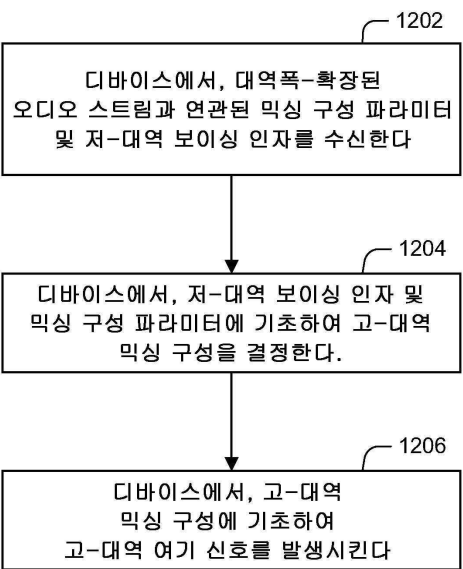 1202
디바이스에서, 대역폭-확장된
오디오 스트림과 연관된 믹싱 구성 파라미터
및 저-대역 보이싱 인자를 수신한다
1204
디바이스에서, 저-대역 보이싱 인자 및
믹싱 구성 파라미터에 기초하여 고-대역
믹싱 구성을 결정한다.
1206
디바이스에서, 고-대역
믹싱 구성에 기초하여
고-대역 여기 신호를 발생시킨다